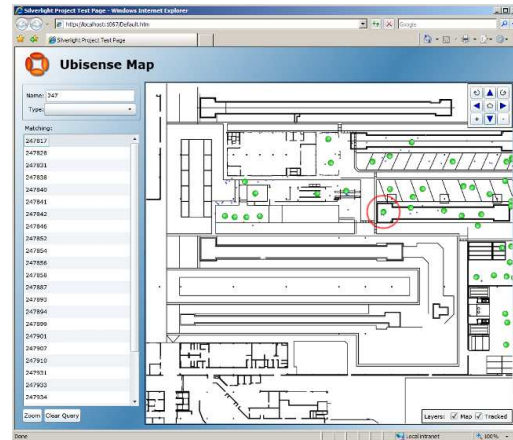 Silverlight Project Test Page - Windows Internet Explorer
http://localhost:1067/Default.htm
Google
Silverlight Project Test Page
Ubisense Map
Name: 247
Type:
Matching:
247817
247828
247831
247838
247840
247841
247842
247846
247852
247854
247856
247858
247887
247893
247894
247899
247901
247907
247910
247931
247933
247934
Zoom
Clear Query
Layers: Map Tracked
Done
Local intranet
100%